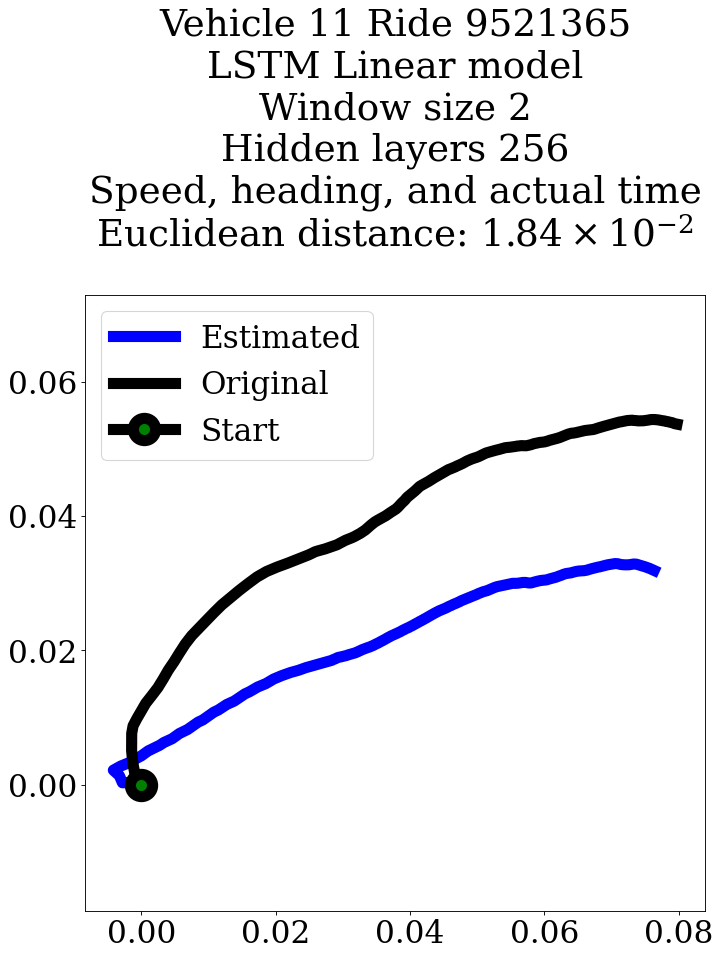 Vehicle 11 Ride 9521365
LSTM Linear model
Window size 2
Hidden layers 256
Speed, heading, and actual time
Euclidean distance: 1.84 × 10⁻²
Estimated
Original
Start
0.06
0.04
0.02
0.00
0.00 0.02 0.04 0.06 0.08